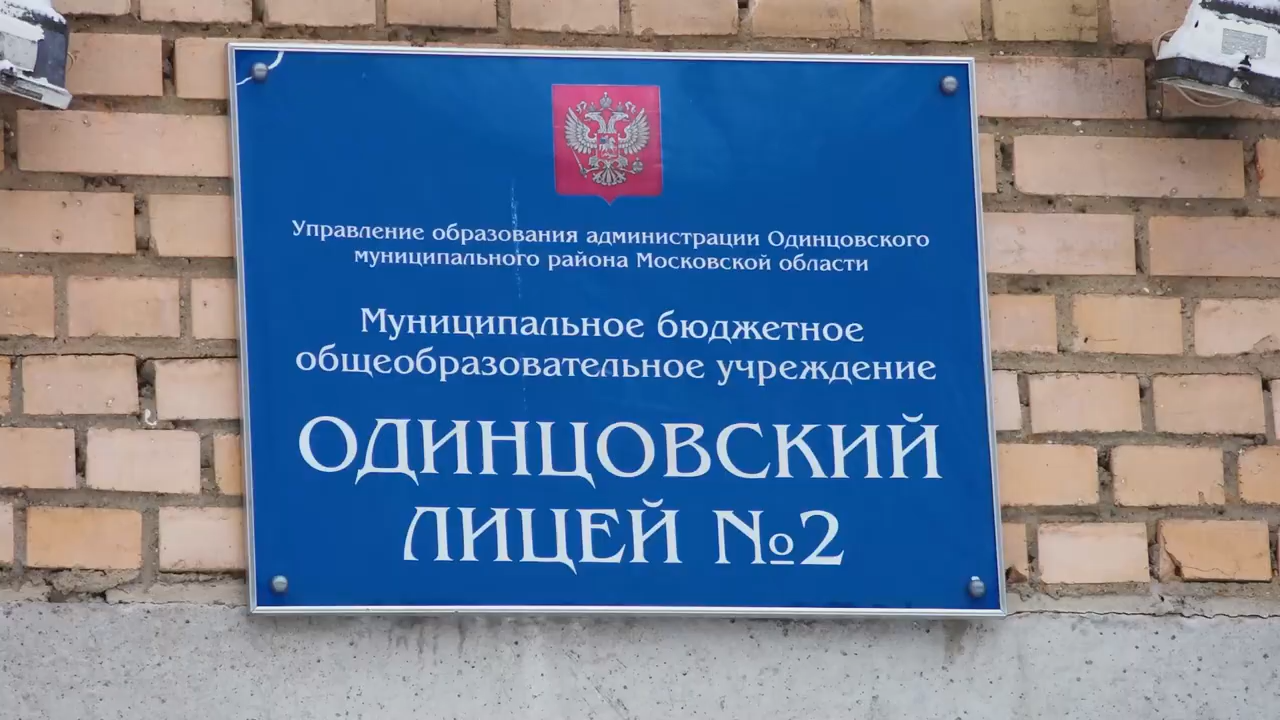 Управление образования администрации Одинцовского
муниципального района Московской области
Муниципальное бюджетное
общеобразовательное учреждение
ОДИНЦОВСКИЙ
ЛИЦЕЙ №2